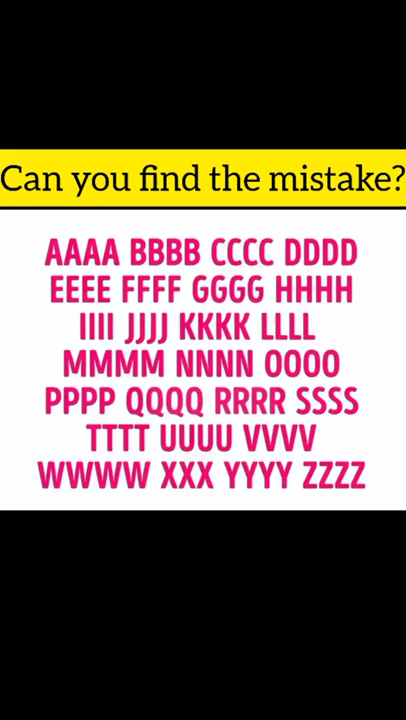 Can you find the mistake?
AAAA BBBB CCCC DDDD
EEEE FFFF GGGG HHHH
IIII JJJJ KKKK LLLL
MMMM NNNN OOOO
PPPP QQQQ RRRR SSSS
TTTT UUUU VVVV
WWWW XXX YYYY ZZZZ